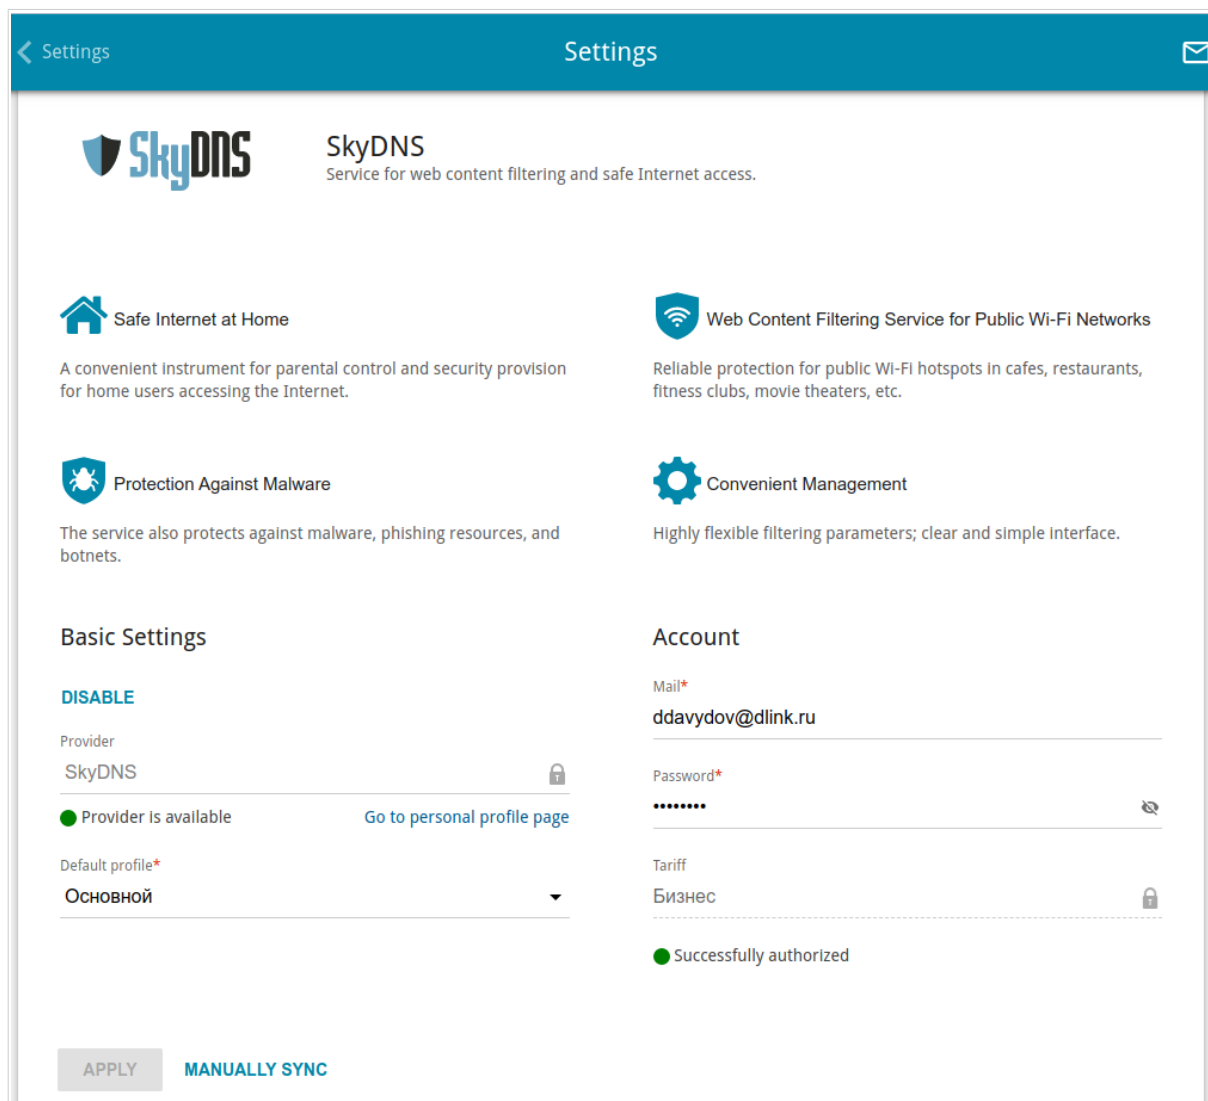 Settings
Settings
SkyDNS
SkyDNS
Service for web content filtering and safe Internet access.
Safe Internet at Home
A convenient instrument for parental control and security provision
for home users accessing the Internet.
Web Content Filtering Service for Public Wi-Fi Networks
Reliable protection for public Wi-Fi hotspots in cafes, restaurants,
fitness clubs, movie theaters, etc.
Protection Against Malware
The service also protects against malware, phishing resources, and
botnets.
Convenient Management
Highly flexible filtering parameters; clear and simple interface.
Basic Settings
DISABLE
Provider
SkyDNS
Provider is available
Go to personal profile page
Default profile*
Основной
Account
Mail*
ddavydov@dlink.ru
Password*
••••••••
Tariff
Бизнес
Successfully authorized
APPLY
MANUALLY SYNC